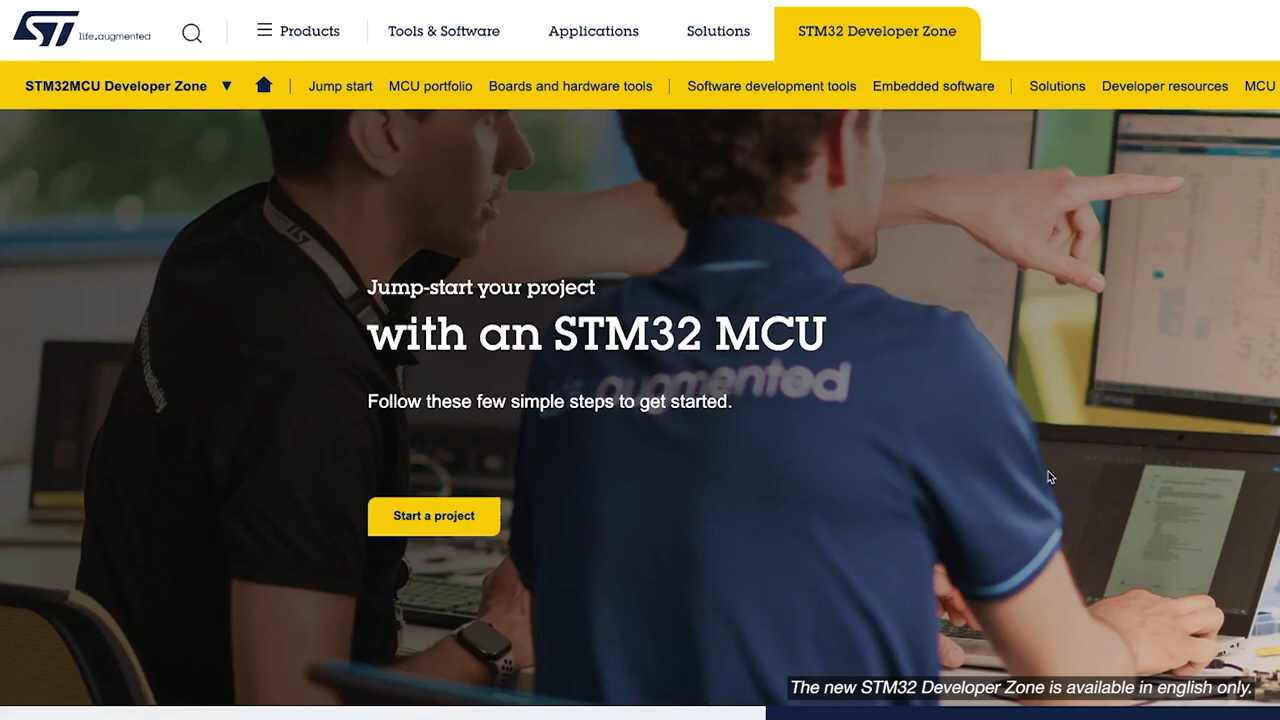 ST life.augmented
Products
Tools & Software
Applications
Solutions
STM32 Developer Zone
STM32MCU Developer Zone ▼
Jump start
MCU portfolio
Boards and hardware tools
Software development tools
Embedded software
Solutions
Developer resources
MCU
Jump-start your project
with an STM32 MCU
augmented
Follow these few simple steps to get started.
Start a project
The new STM32 Developer Zone is available in english only.